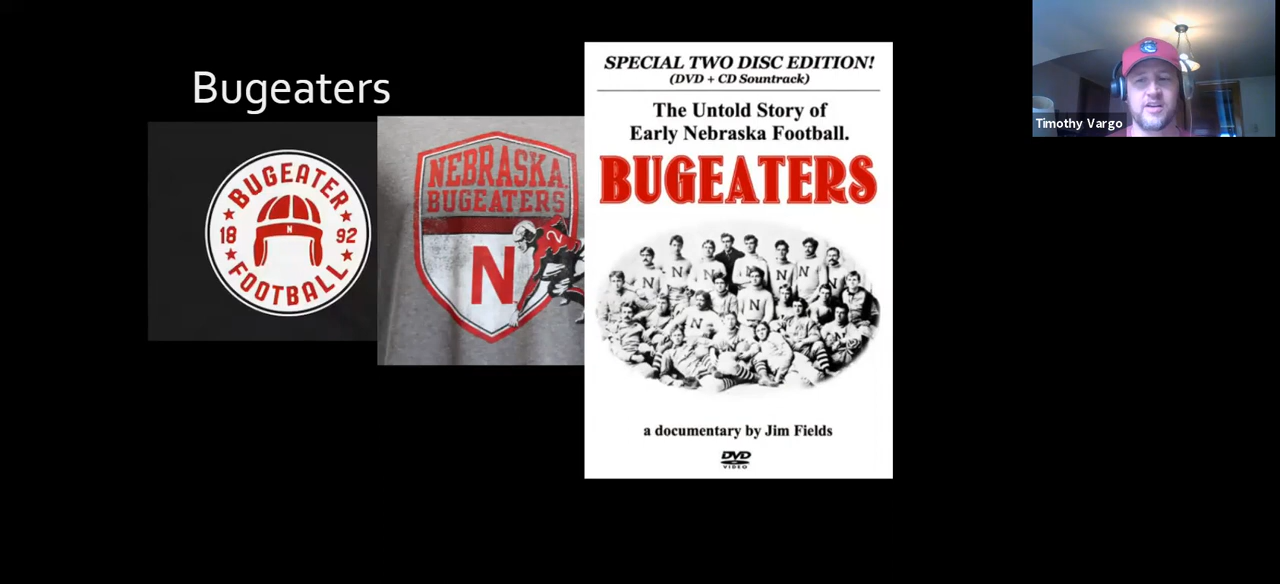 Bugeaters
BUGEATER
18 92
FOOTBALL
N
NEBRASKA
BUGEATERS
N
2
SPECIAL TWO DISC EDITION!
(DVD + CD Sountrack)
The Untold Story of
Early Nebraska Football.
BUGEATERS
N N N N N
N N N
N
a documentary by Jim Fields
DVD
VIDEO
Timothy Vargo